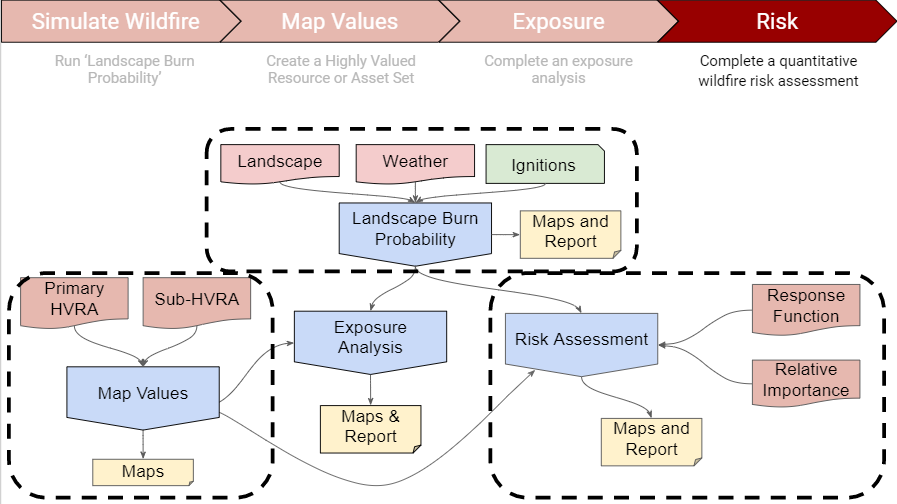 Simulate Wildfire
Map Values
Exposure
Risk
Run ‘Landscape Burn
Probability’
Create a Highly Valued
Resource or Asset Set
Complete an exposure
analysis
Complete a quantitative
wildfire risk assessment
Landscape
Weather
Ignitions
Landscape Burn
Probability
Maps and
Report
Primary
HVRA
Sub-HVRA
Map Values
Maps
Exposure
Analysis
Maps &
Report
Risk Assessment
Response
Function
Relative
Importance
Maps and
Report